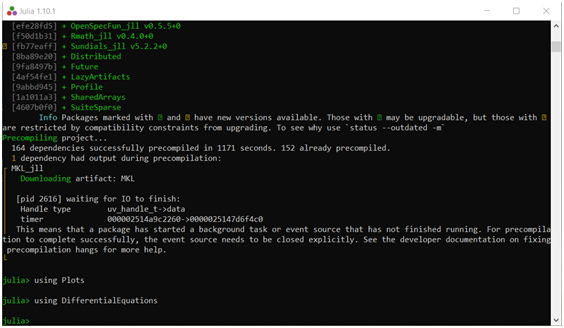 Julia 1.10.1
[efe28fd5] + OpenSpecFun_jll v0.5.5+0
[f50d1b31] + Rmath_jll v0.4.0+0
[fb77eaff] + Sundials_jll v5.2.2+0
[8ba89e20] + Distributed
[9fa8497b] + Future
[4af54fe1] + LazyArtifacts
[9abbd945] + Profile
[1a1011a3] + SharedArrays
[4607b0f0] + SuiteSparse
Info Packages marked with and have new versions available. Those with may be upgradable, but those with
are restricted by compatibility constraints from upgrading. To see why use `status --outdated -m`
Precompiling project...
164 dependencies successfully precompiled in 1171 seconds. 152 already precompiled.
1 dependency had output during precompilation:
MKL_jll
Downloading artifact: MKL
[pid 2616] waiting for IO to finish:
Handle type uv_handle_t->data
timer 000002514a9c2260->0000025147d6f4c0
This means that a package has started a background task or event source that has not finished running. For precompila
tion to complete successfully, the event source needs to be closed explicitly. See the developer documentation on fixing
precompilation hangs for more help.
julia> using Plots
julia> using DifferentialEquations
julia>